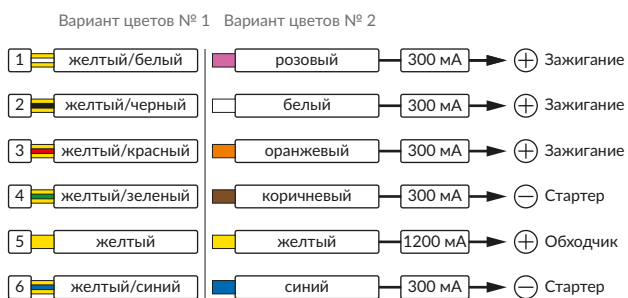 Вариант цветов № 1 Вариант цветов № 2
1 желтый/белый розовый 300 мА + Зажигание
2 желтый/черный белый 300 мА + Зажигание
3 желтый/красный оранжевый 300 мА + Зажигание
4 желтый/зеленый коричневый 300 мА − Стартер
5 желтый желтый 1200 мА + Обходчик
6 желтый/синий синий 300 мА − Стартер